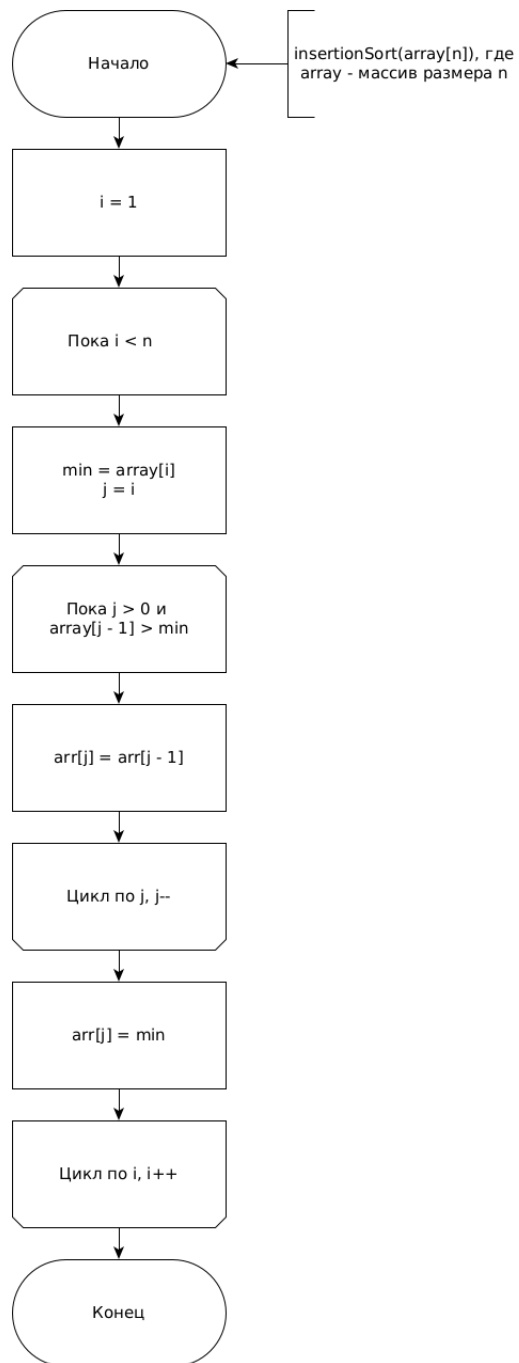 Начало
insertionSort(array[n]), где
array - массив размера n
i = 1
Пока i < n
min = array[i]
j = i
Пока j > 0 и
array[j - 1] > min
arr[j] = arr[j - 1]
Цикл по j, j--
arr[j] = min
Цикл по i, i++
Конец